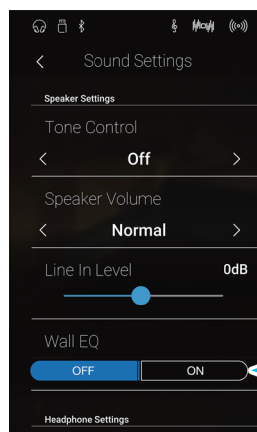 Sound Settings
Speaker Settings
Tone Control
Off
Speaker Volume
Normal
Line In Level
0dB
Wall EQ
OFF
ON
Headphone Settings